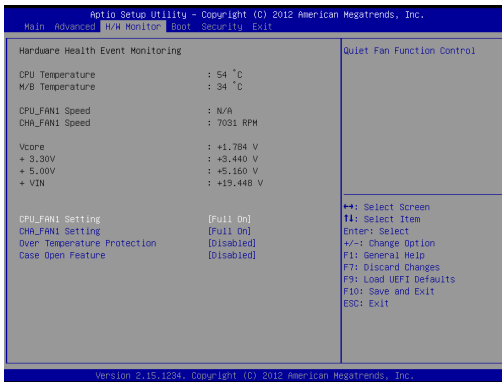 Aptio Setup Utility – Copyright (C) 2012 American Megatrends, Inc.
Main Advanced H/W Monitor Boot Security Exit
Hardware Health Event Monitoring
Quiet Fan Function Control
CPU Temperature : 54 °C
M/B Temperature : 34 °C
CPU_FAN1 Speed : N/A
CHA_FAN1 Speed : 7031 RPM
Vcore : +1.784 V
+ 3.30V : +3.440 V
+ 5.00V : +5.160 V
+ VIN : +19.448 V
CPU_FAN1 Setting [Full On]
CHA_FAN1 Setting [Full On]
Over Temperature Protection [Disabled]
Case Open Feature [Disabled]
↔: Select Screen
↑↓: Select Item
Enter: Select
+/-: Change Option
F1: General Help
F7: Discard Changes
F9: Load UEFI Defaults
F10: Save and Exit
ESC: Exit
Version 2.15.1234. Copyright (C) 2012 American Megatrends, Inc.